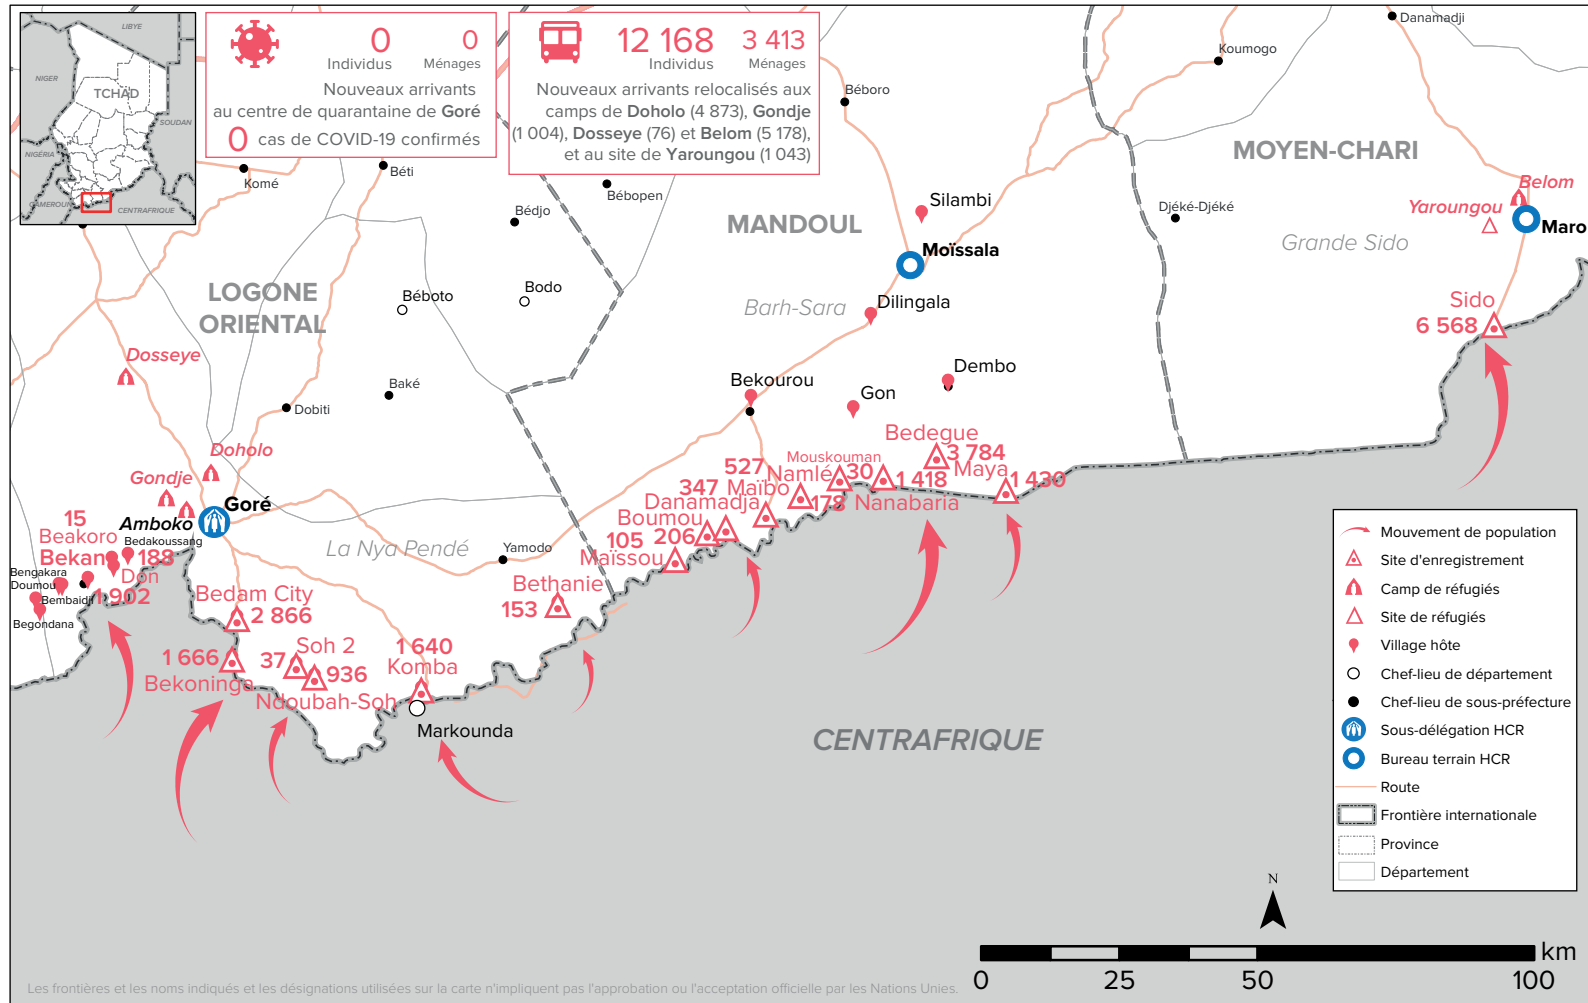 LIBYE
NIGER
TCHAD
SOUDAN
NIGÉRIA
CAMEROUN
CENTRAFRIQUE
0
Individus
0
Ménages
Nouveaux arrivants
au centre de quarantaine de Goré
0 cas de COVID-19 confirmés
12 168
Individus
3 413
Ménages
Nouveaux arrivants relocalisés aux
camps de Doholo (4 873), Gondje
(1 004), Dosseye (76) et Belom (5 178),
et au site de Yaroungou (1 043)
Danamadji
Koumogo
Béboro
MOYEN-CHARI
Komé
Béti
Bébopen
Belom
Silambi
Bédjo
Djéké-Djéké
Yaroungou
MANDOUL
Maro
Grande Sido
Moïssala
LOGONE
ORIENTAL
Béboto
Bodo
Barh-Sara
Dilingala
Sido
6 568
Dosseye
Bekourou
Dembo
Gon
Baké
Dobiti
Bedegue
3 784
Doholo
Mouskouman
30
527
Namlé
Maya
1 430
Gondje
1 418
347
Maïbo
178
Nanabaria
Goré
Danamadja
15
Amboko
Boumou
Beakoro
Bedakoussang
206
La Nya Pendé
105
Bekan
188
Yamodo
Maïssou
Bengakara
Don
Doumou
Bembaidji
1 902
Bethanie
153
Begondana
Bedam City
2 866
Soh 2
1 640
1 666
37
Komba
936
Bekoninga
Ndoubah-Soh
Markounda
CENTRAFRIQUE
Mouvement de population
Site d'enregistrement
Camp de réfugiés
Site de réfugiés
Village hôte
Chef-lieu de département
Chef-lieu de sous-préfecture
Sous-délégation HCR
Bureau terrain HCR
Route
Frontière internationale
Province
Département
N
km
0
25
50
100
Les frontières et les noms indiqués et les désignations utilisées sur la carte n'impliquent pas l'approbation ou l'acceptation officielle par les Nations Unies.